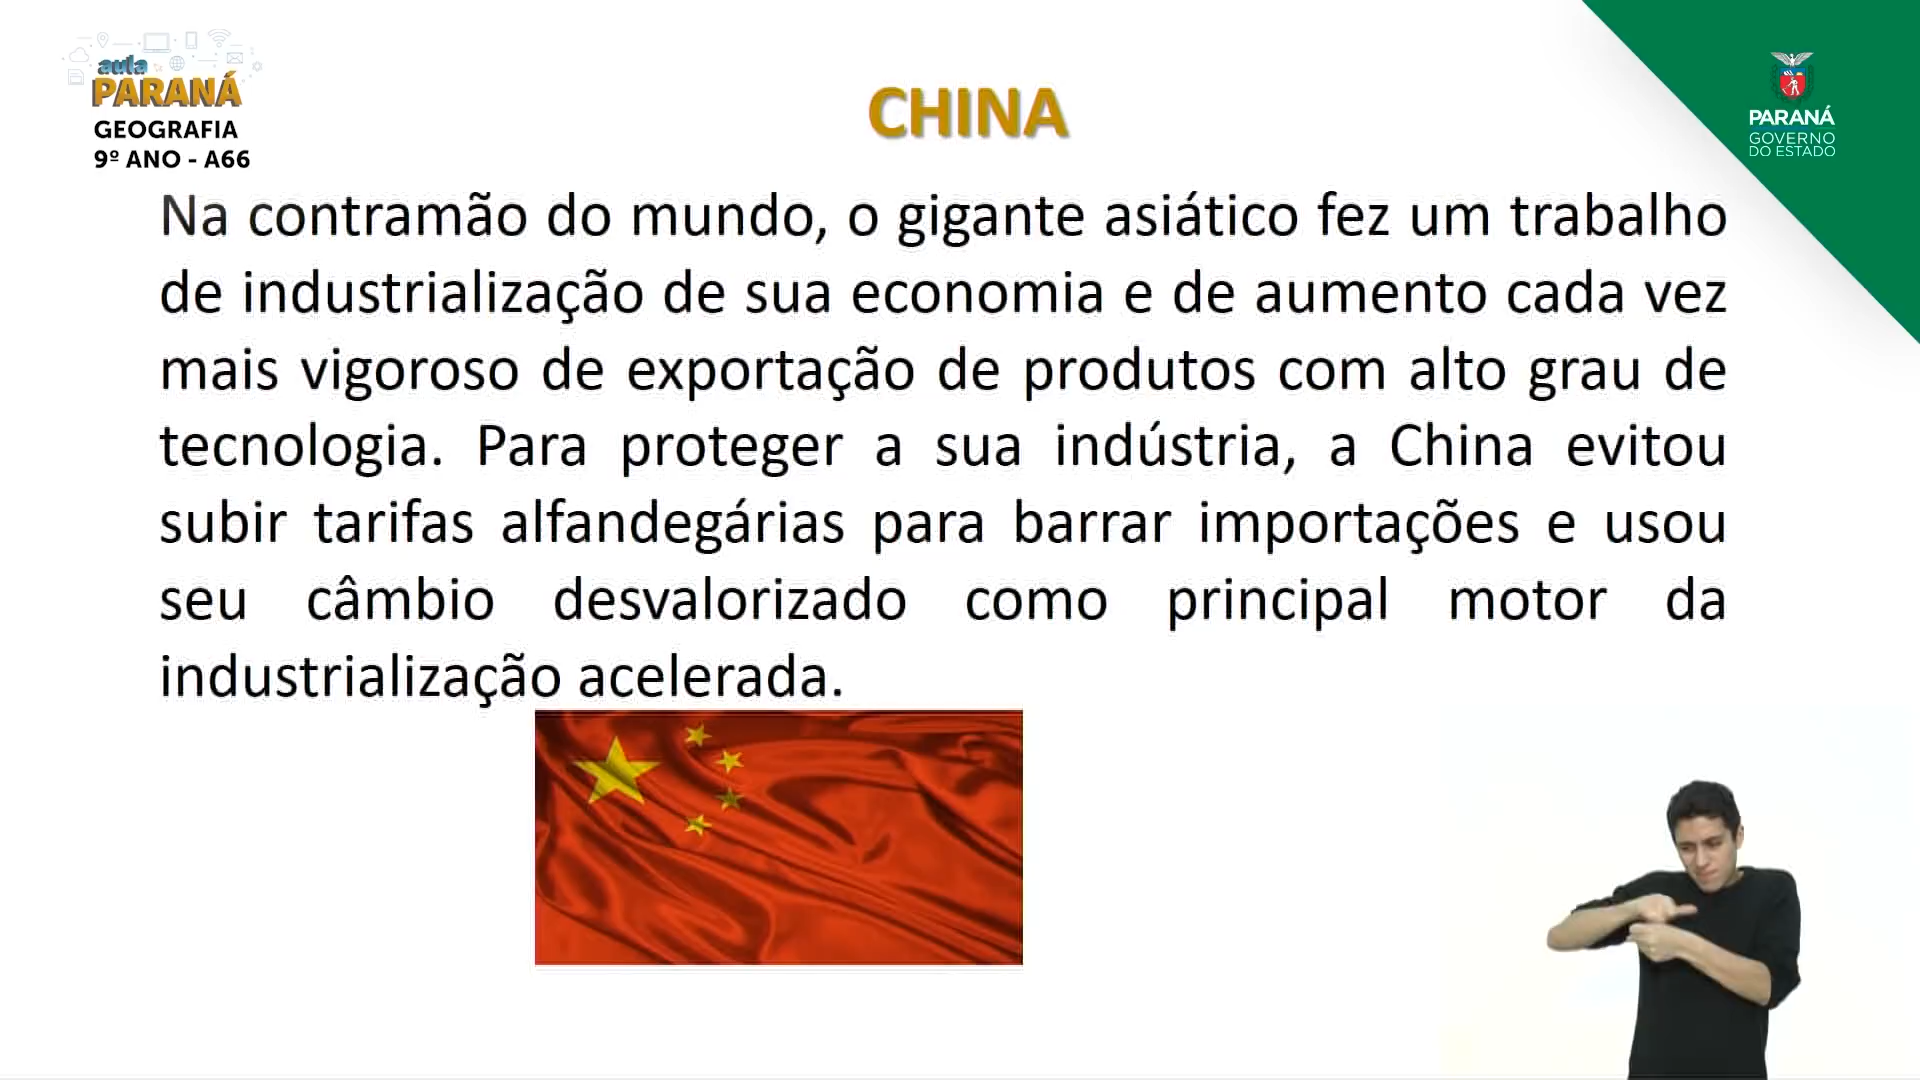 aula
PARANÁ
GEOGRAFIA
9º ANO - A66
CHINA
PARANÁ
GOVERNO
DO ESTADO
Na contramão do mundo, o gigante asiático fez um trabalho
de industrialização de sua economia e de aumento cada vez
mais vigoroso de exportação de produtos com alto grau de
tecnologia. Para proteger a sua indústria, a China evitou
subir tarifas alfandegárias para barrar importações e usou
seu câmbio desvalorizado como principal motor da
industrialização acelerada.